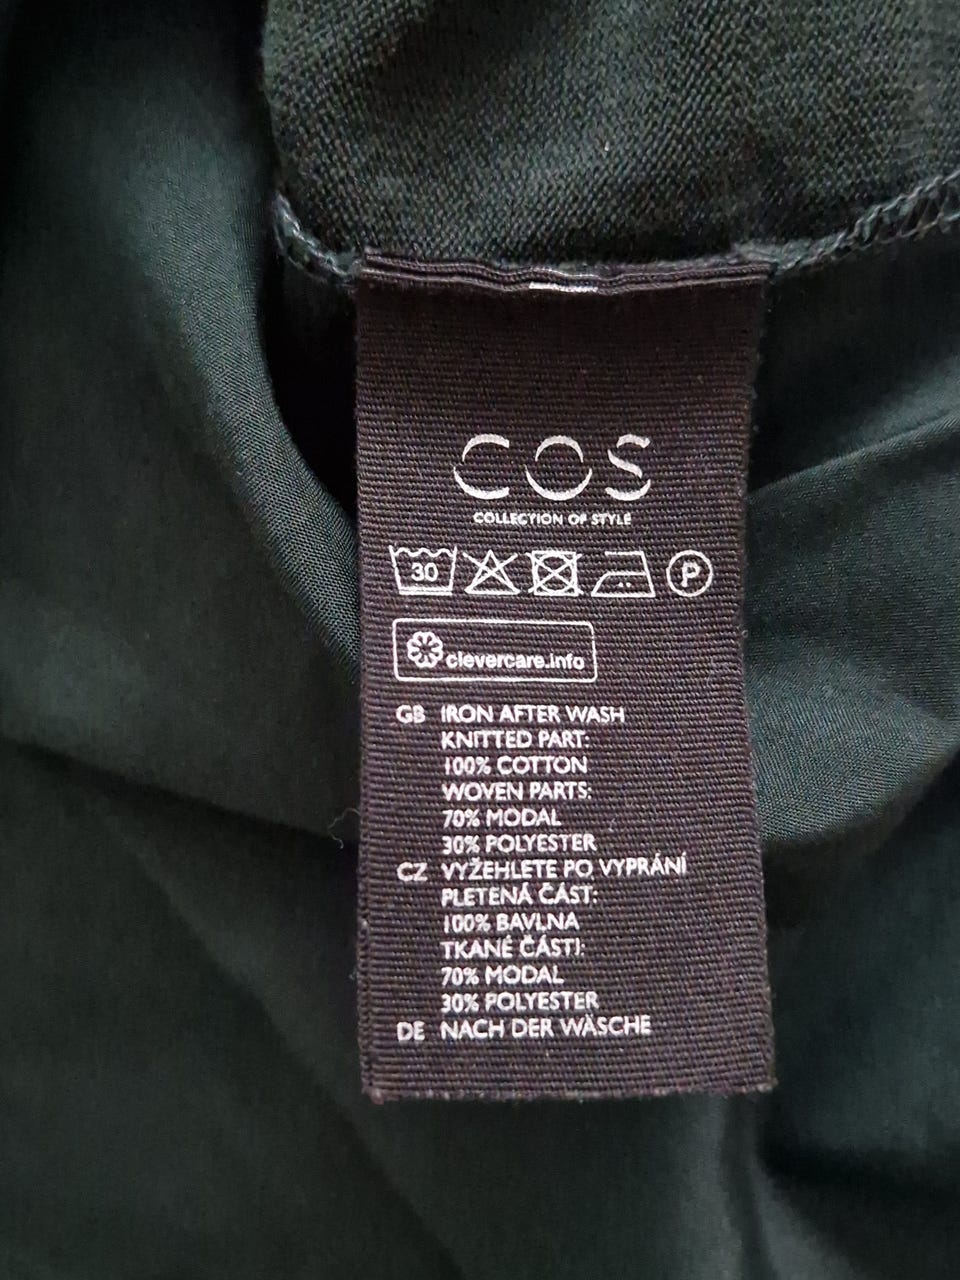 COS
COLLECTION OF STYLE
30 P
clevercare.info
GB IRON AFTER WASH
KNITTED PART:
100% COTTON
WOVEN PARTS:
70% MODAL
30% POLYESTER
CZ VYŽEHLETE PO VYPRÁNÍ
PLETENÁ ČÁST:
100% BAVLNA
TKANÉ ČÁSTI:
70% MODAL
30% POLYESTER
DE NACH DER WÄSCHE